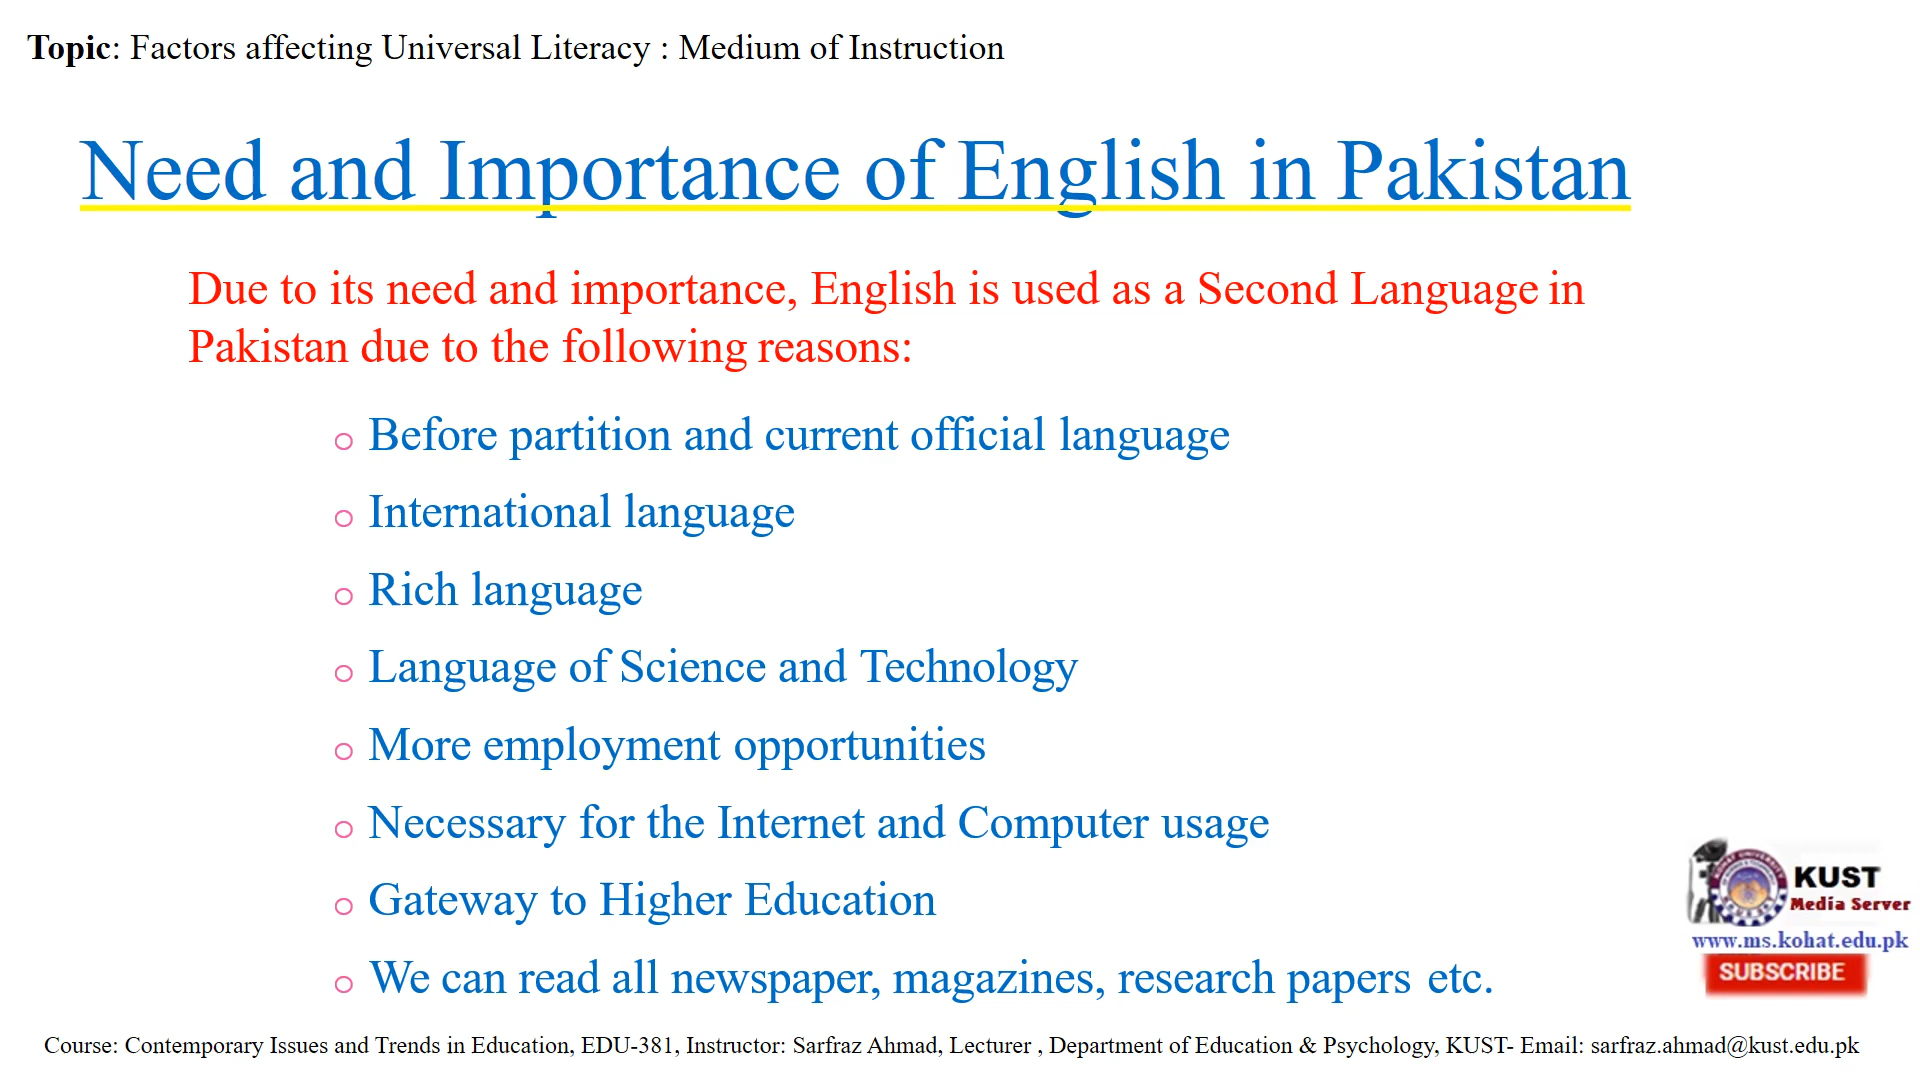 Topic: Factors affecting Universal Literacy : Medium of Instruction
Need and Importance of English in Pakistan
Due to its need and importance, English is used as a Second Language in
Pakistan due to the following reasons:
o Before partition and current official language
o International language
o Rich language
o Language of Science and Technology
o More employment opportunities
o Necessary for the Internet and Computer usage
o Gateway to Higher Education
o We can read all newspaper, magazines, research papers etc.
KUST
Media Server
www.ms.kohat.edu.pk
SUBSCRIBE
Course: Contemporary Issues and Trends in Education, EDU-381, Instructor: Sarfraz Ahmad, Lecturer , Department of Education & Psychology, KUST- Email: sarfraz.ahmad@kust.edu.pk